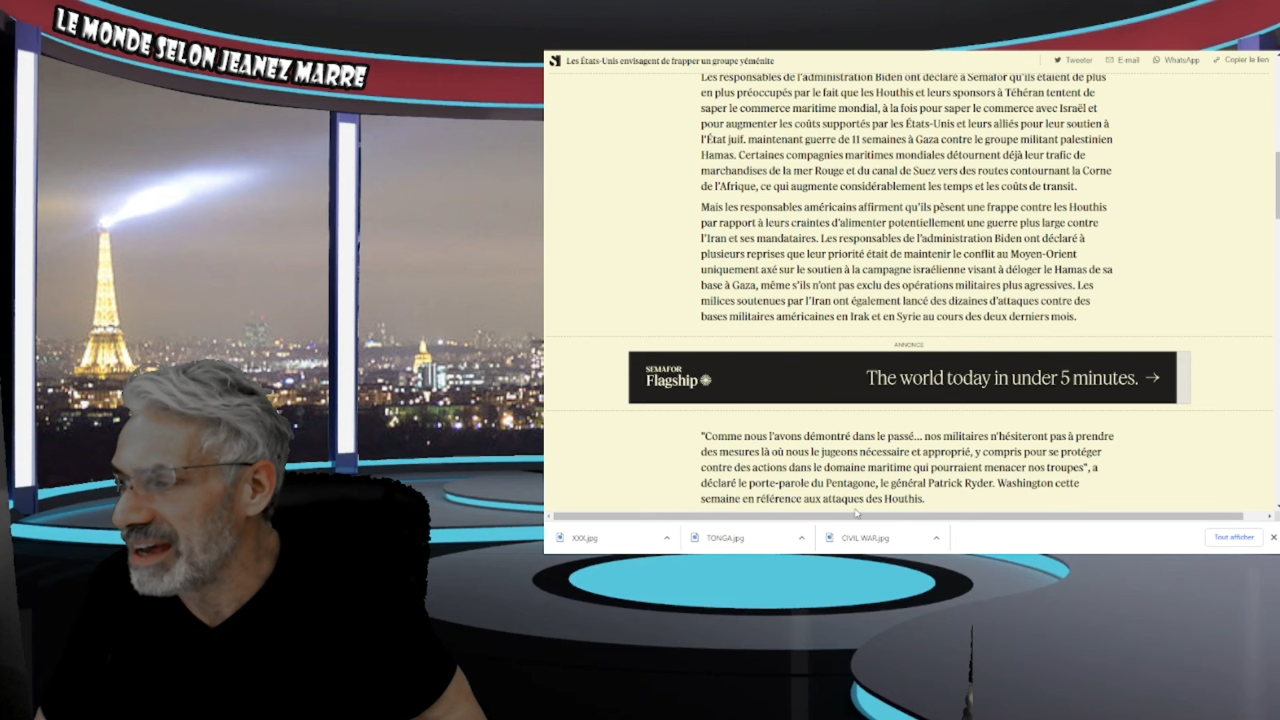 LE MONDE SELON JEANEZ MARRE
Les États-Unis envisagent de frapper un groupe yéménite
Tweeter E-mail WhatsApp Copier le lien
Les responsables de l'administration Biden ont déclaré à Semafor qu'ils étaient de plus
en plus préoccupés par le fait que les Houthis et leurs sponsors à Téhéran tentent de
saper le commerce maritime mondial, à la fois pour saper le commerce avec Israël et
pour augmenter les coûts supportés par les États-Unis et leurs alliés pour leur soutien à
l'État juif. maintenant guerre de 11 semaines à Gaza contre le groupe militant palestinien
Hamas. Certaines compagnies maritimes mondiales détournent déjà leur trafic de
marchandises de la mer Rouge et du canal de Suez vers des routes contournant la Corne
de l'Afrique, ce qui augmente considérablement les temps et les coûts de transit.
Mais les responsables américains affirment qu'ils pèsent une frappe contre les Houthis
par rapport à leurs craintes d'alimenter potentiellement une guerre plus large contre
l'Iran et ses mandataires. Les responsables de l'administration Biden ont déclaré à
plusieurs reprises que leur priorité était de maintenir le conflit au Moyen-Orient
uniquement axé sur le soutien à la campagne israélienne visant à déloger le Hamas de sa
base à Gaza, même s'ils n'ont pas exclu des opérations militaires plus agressives. Les
milices soutenues par l'Iran ont également lancé des dizaines d'attaques contre des
bases militaires américaines en Irak et en Syrie au cours des deux derniers mois.
ANNONCE
SEMAFOR
Flagship
The world today in under 5 minutes. →
"Comme nous l'avons démontré dans le passé... nos militaires n'hésiteront pas à prendre
des mesures là où nous le jugeons nécessaire et approprié, y compris pour se protéger
contre des actions dans le domaine maritime qui pourraient menacer nos troupes", a
déclaré le porte-parole du Pentagone, le général Patrick Ryder. Washington cette
semaine en référence aux attaques des Houthis.
XXX.jpg TONGA.jpg CIVIL WAR.jpg Tout afficher